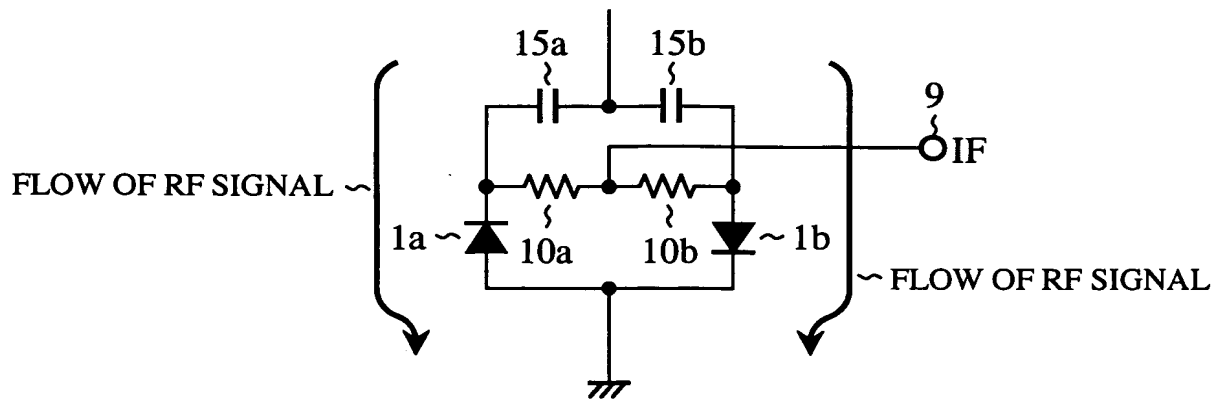 15a
15b
9
IF
FLOW OF RF SIGNAL
1a
10a
10b
1b
FLOW OF RF SIGNAL